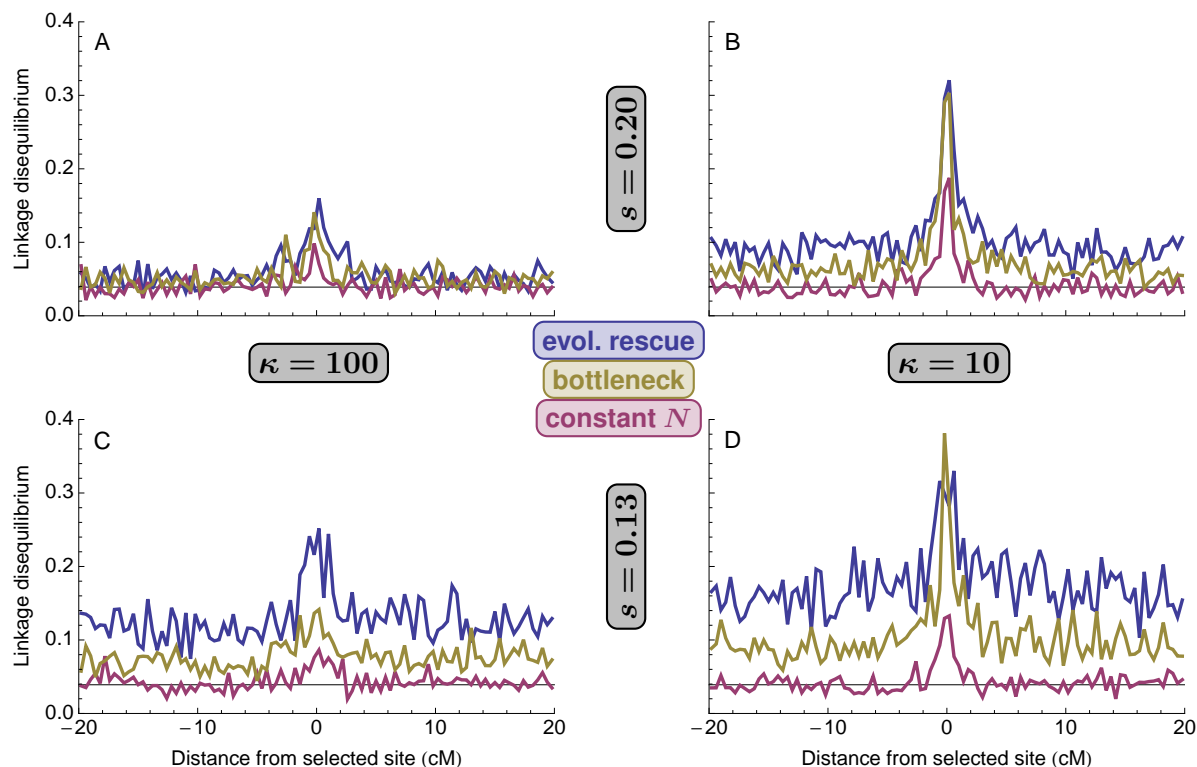 A
B
0.4
0.3
0.2
0.1
0.0
Linkage disequilibrium
s = 0.20
κ = 100
evol. rescue
bottleneck
constant N
κ = 10
C
D
0.4
0.3
0.2
0.1
0.0
Linkage disequilibrium
s = 0.13
−20 −10 0 10 20
−20 −10 0 10 20
Distance from selected site (cM)
Distance from selected site (cM)